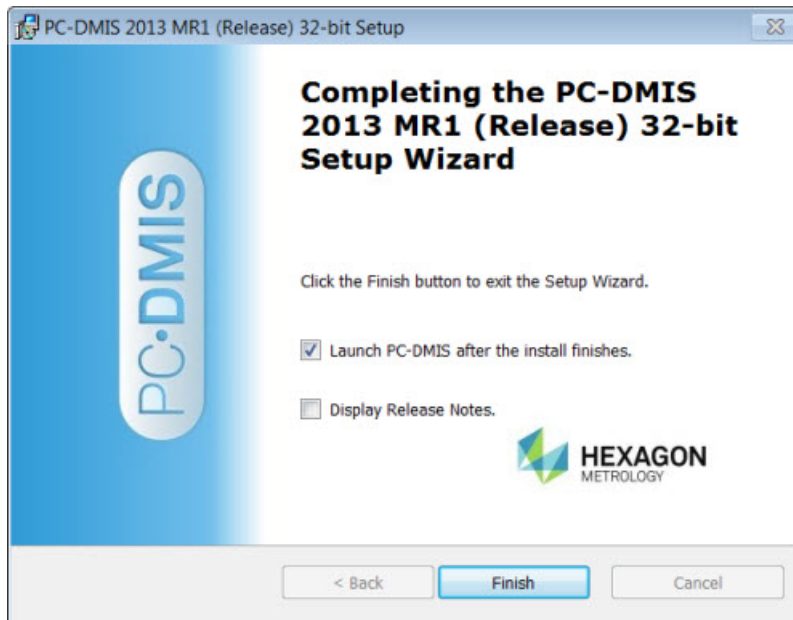 PC-DMIS 2013 MR1 (Release) 32-bit Setup
PC•DMIS
Completing the PC-DMIS
2013 MR1 (Release) 32-bit
Setup Wizard
Click the Finish button to exit the Setup Wizard.
Launch PC-DMIS after the install finishes.
Display Release Notes.
HEXAGON
METROLOGY
< Back
Finish
Cancel